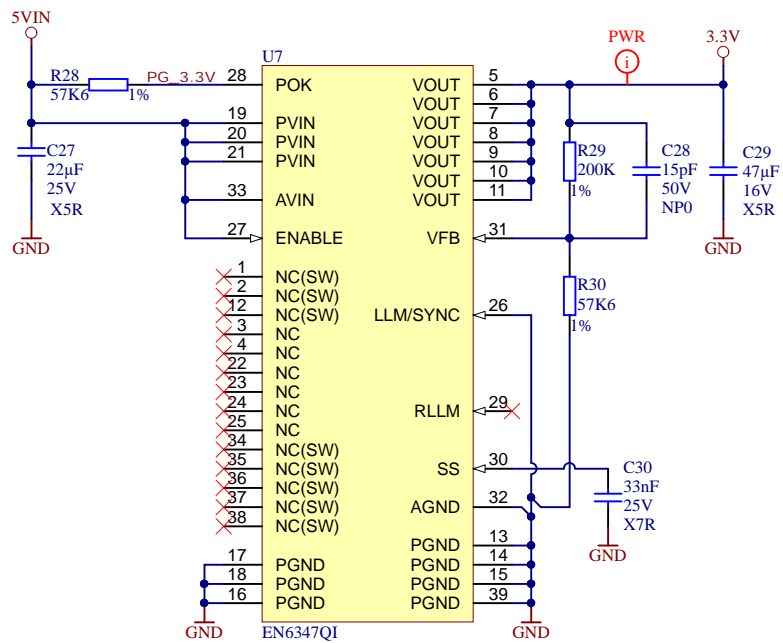 5VIN
R28
57K6
1%
PG_3.3V
C27
22µF
25V
X5R
GND
U7
28 POK
19 PVIN
20 PVIN
21 PVIN
33 AVIN
27 ENABLE
1 NC(SW)
2 NC(SW)
12 NC(SW)
3 NC
4 NC
22 NC
23 NC
24 NC
25 NC
34 NC(SW)
35 NC(SW)
36 NC(SW)
37 NC(SW)
38 NC(SW)
17 PGND
18 PGND
16 PGND
GND
EN6347QI
VOUT 5
VOUT 6
VOUT 7
VOUT 8
VOUT 9
VOUT 10
VOUT 11
VFB 31
LLM/SYNC 26
RLLM 29
SS 30
AGND 32
PGND 13
PGND 14
PGND 15
PGND 39
GND
PWR
i
3.3V
R29
200K
1%
C28
15pF
50V
NP0
C29
47µF
16V
X5R
GND
R30
57K6
1%
C30
33nF
25V
X7R
GND